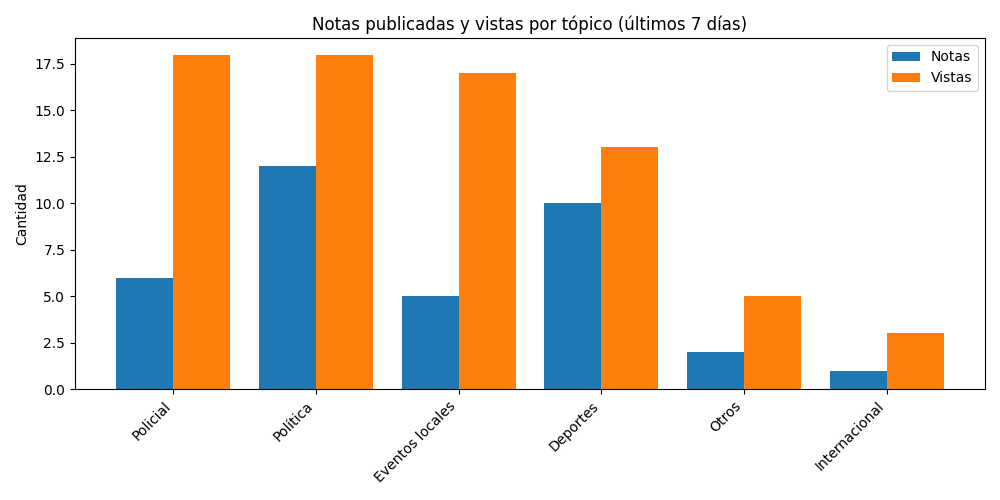 Notas publicadas y vistas por tópico (últimos 7 días)
Notas
Vistas
Cantidad
17.5
15.0
12.5
10.0
7.5
5.0
2.5
0.0
Policial
Política
Eventos locales
Deportes
Otros
Internacional